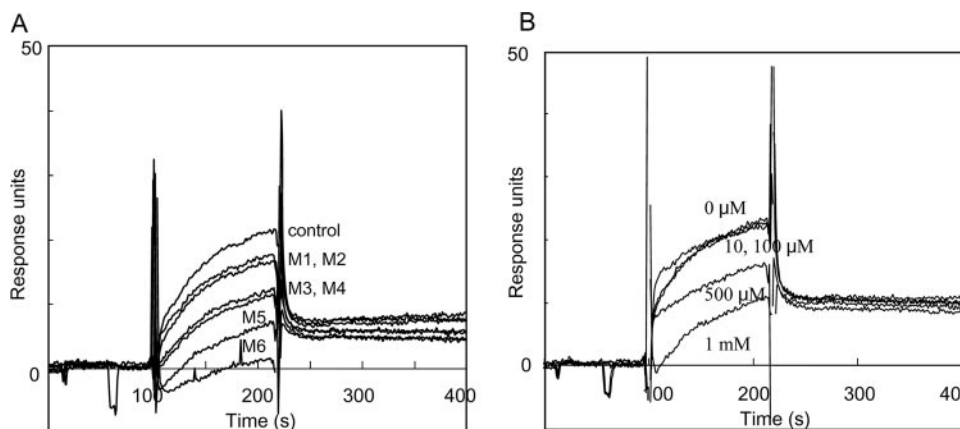 A
50
Response units
control
M1, M2
M3, M4
M5
M6
0
100
200
300
400
Time (s)
B
50
Response units
0 µM
10, 100 µM
500 µM
1 mM
0
100
200
300
400
Time (s)